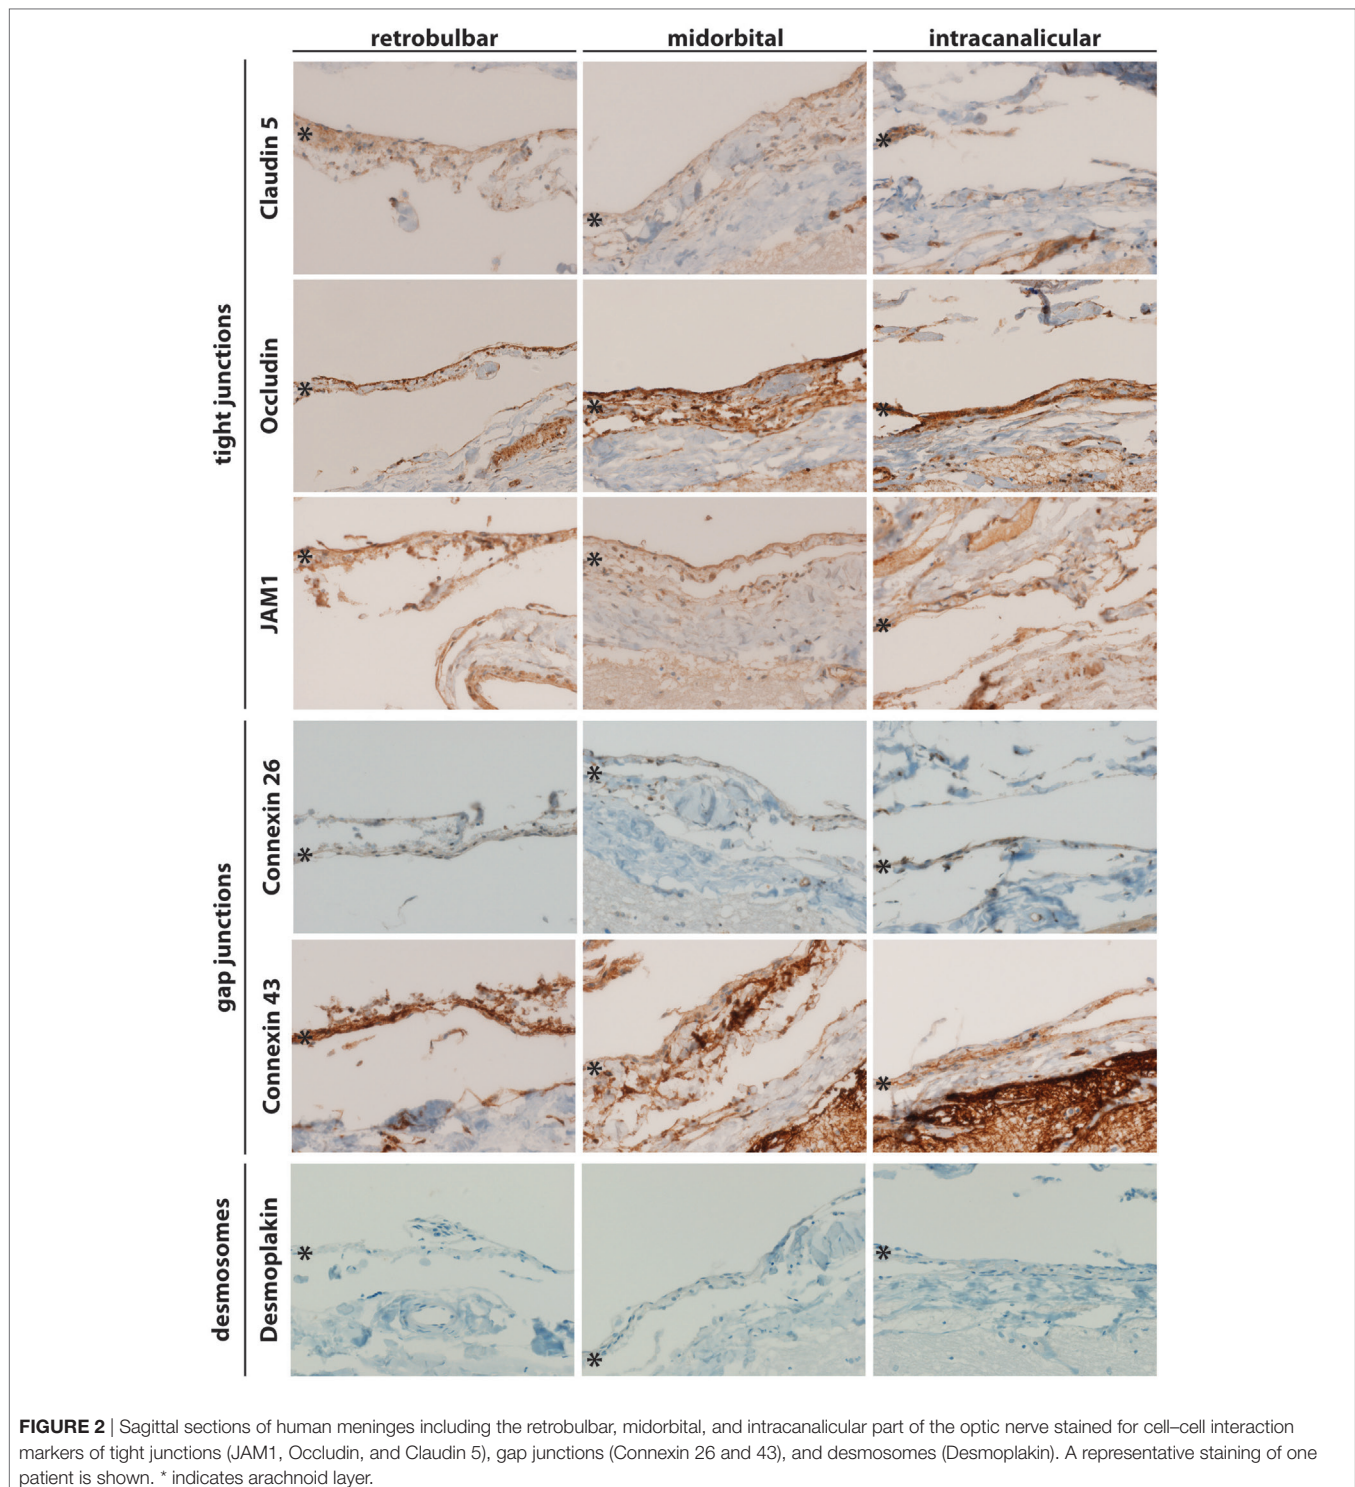 retrobulbar midorbital intracanalicular
tight junctions
Claudin 5
*
*
*
Occludin
*
*
*
JAM1
*
*
*
gap junctions
Connexin 26
*
*
*
Connexin 43
*
*
*
desmosomes
Desmoplakin
*
*
*
FIGURE 2 | Sagittal sections of human meninges including the retrobulbar, midorbital, and intracanalicular part of the optic nerve stained for cell–cell interaction
markers of tight junctions (JAM1, Occludin, and Claudin 5), gap junctions (Connexin 26 and 43), and desmosomes (Desmoplakin). A representative staining of one
patient is shown. * indicates arachnoid layer.